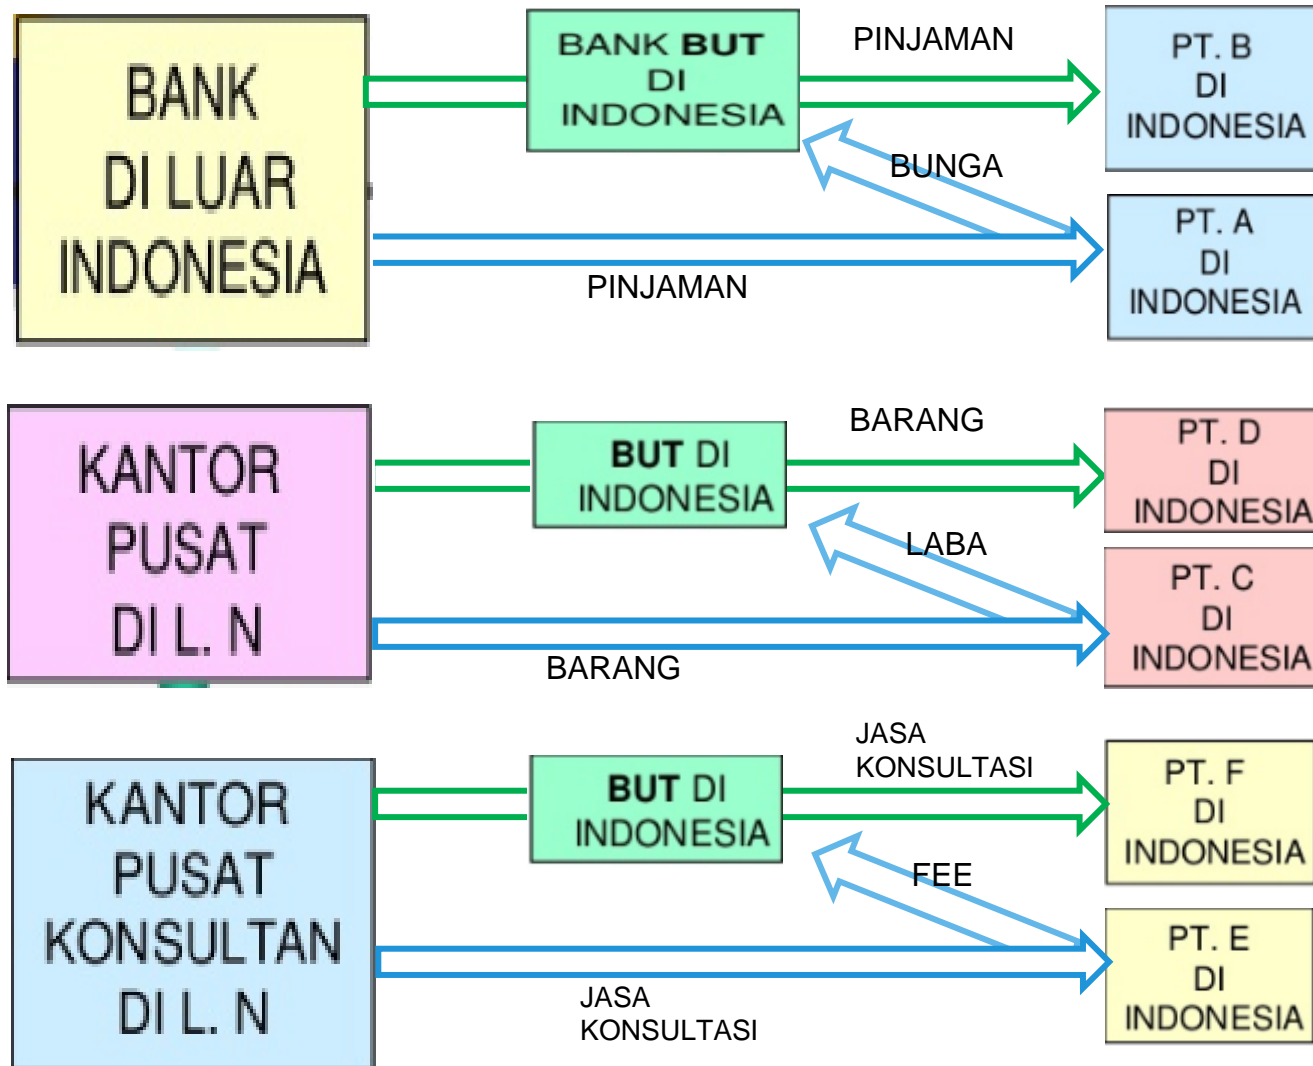 BANK
DI LUAR
INDONESIA
BANK BUT
DI
INDONESIA
PINJAMAN
PT. B
DI
INDONESIA
BUNGA
PINJAMAN
PT. A
DI
INDONESIA
KANTOR
PUSAT
DI L. N
BUT DI
INDONESIA
BARANG
PT. D
DI
INDONESIA
LABA
BARANG
PT. C
DI
INDONESIA
KANTOR
PUSAT
KONSULTAN
DI L. N
BUT DI
INDONESIA
JASA
KONSULTASI
PT. F
DI
INDONESIA
FEE
JASA
KONSULTASI
PT. E
DI
INDONESIA